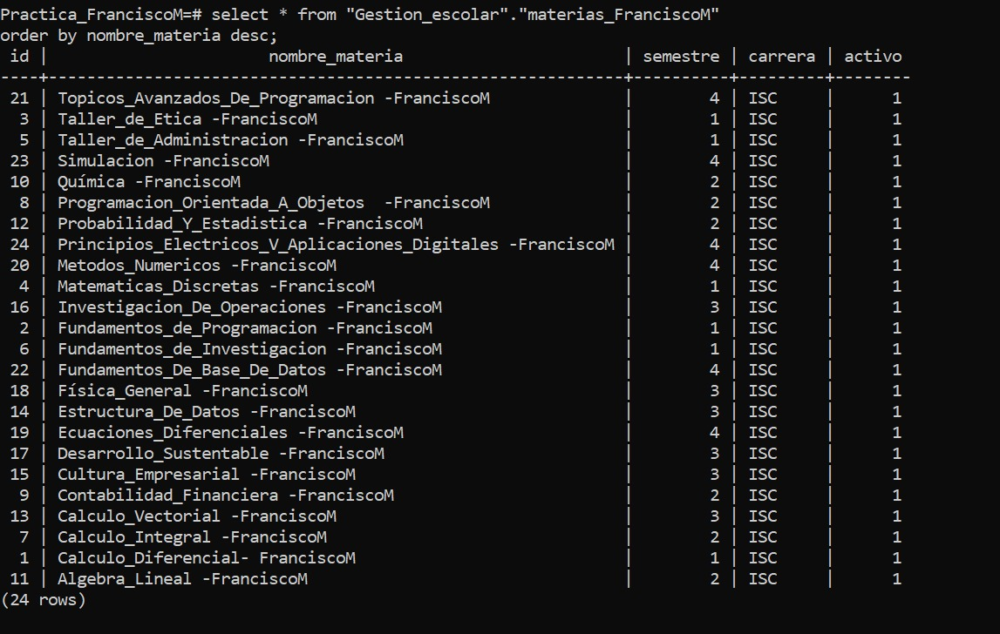 Practica_FranciscoM=# select * from "Gestion_escolar"."materias_FranciscoM"
order by nombre_materia desc;
 id |                       nombre_materia                       | semestre | carrera | activo
----+------------------------------------------------------------+----------+---------+--------
 21 | Topicos_Avanzados_De_Programacion -FranciscoM              |        4 | ISC     |      1
  3 | Taller_de_Etica -FranciscoM                                |        1 | ISC     |      1
  5 | Taller_de_Administracion -FranciscoM                       |        1 | ISC     |      1
 23 | Simulacion -FranciscoM                                     |        4 | ISC     |      1
 10 | Química -FranciscoM                                        |        2 | ISC     |      1
  8 | Programacion_Orientada_A_Objetos  -FranciscoM              |        2 | ISC     |      1
 12 | Probabilidad_Y_Estadistica -FranciscoM                     |        2 | ISC     |      1
 24 | Principios_Electricos_V_Aplicaciones_Digitales -FranciscoM |        4 | ISC     |      1
 20 | Metodos_Numericos -FranciscoM                              |        4 | ISC     |      1
  4 | Matematicas_Discretas -FranciscoM                          |        1 | ISC     |      1
 16 | Investigacion_De_Operaciones -FranciscoM                   |        3 | ISC     |      1
  2 | Fundamentos_de_Programacion -FranciscoM                    |        1 | ISC     |      1
  6 | Fundamentos_de_Investigacion -FranciscoM                   |        1 | ISC     |      1
 22 | Fundamentos_De_Base_De_Datos -FranciscoM                   |        4 | ISC     |      1
 18 | Física_General -FranciscoM                                 |        3 | ISC     |      1
 14 | Estructura_De_Datos -FranciscoM                            |        3 | ISC     |      1
 19 | Ecuaciones_Diferenciales -FranciscoM                       |        4 | ISC     |      1
 17 | Desarrollo_Sustentable -FranciscoM                         |        3 | ISC     |      1
 15 | Cultura_Empresarial -FranciscoM                            |        3 | ISC     |      1
  9 | Contabilidad_Financiera -FranciscoM                        |        2 | ISC     |      1
 13 | Calculo_Vectorial -FranciscoM                              |        3 | ISC     |      1
  7 | Calculo_Integral -FranciscoM                               |        2 | ISC     |      1
  1 | Calculo_Diferencial- FranciscoM                            |        1 | ISC     |      1
 11 | Algebra_Lineal -FranciscoM                                 |        2 | ISC     |      1
(24 rows)